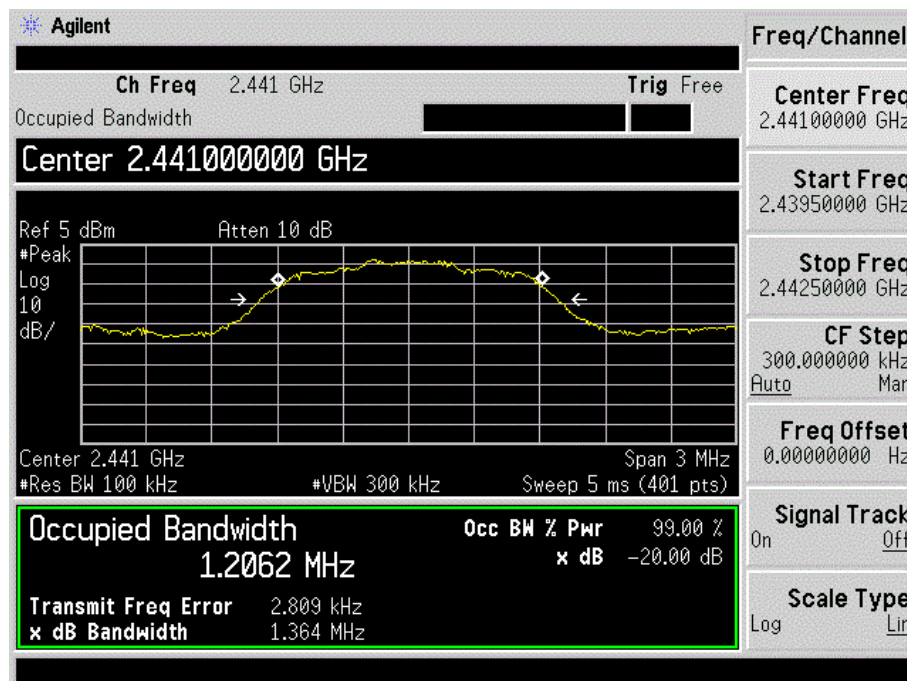 Agilent
Ch Freq 2.441 GHz Trig Free
Occupied Bandwidth
Center 2.441000000 GHz
Ref 5 dBm Atten 10 dB
#Peak
Log
10
dB/
Center 2.441 GHz Span 3 MHz
#Res BW 100 kHz #VBW 300 kHz Sweep 5 ms (401 pts)
Occupied Bandwidth
1.2062 MHz
Occ BW % Pwr 99.00 %
x dB -20.00 dB
Transmit Freq Error 2.809 kHz
x dB Bandwidth 1.364 MHz
Freq/Channel
Center Freq
2.44100000 GHz
Start Freq
2.43950000 GHz
Stop Freq
2.44250000 GHz
CF Step
300.000000 kHz
Auto Man
Freq Offset
0.00000000 Hz
Signal Track
On Off
Scale Type
Log Lin